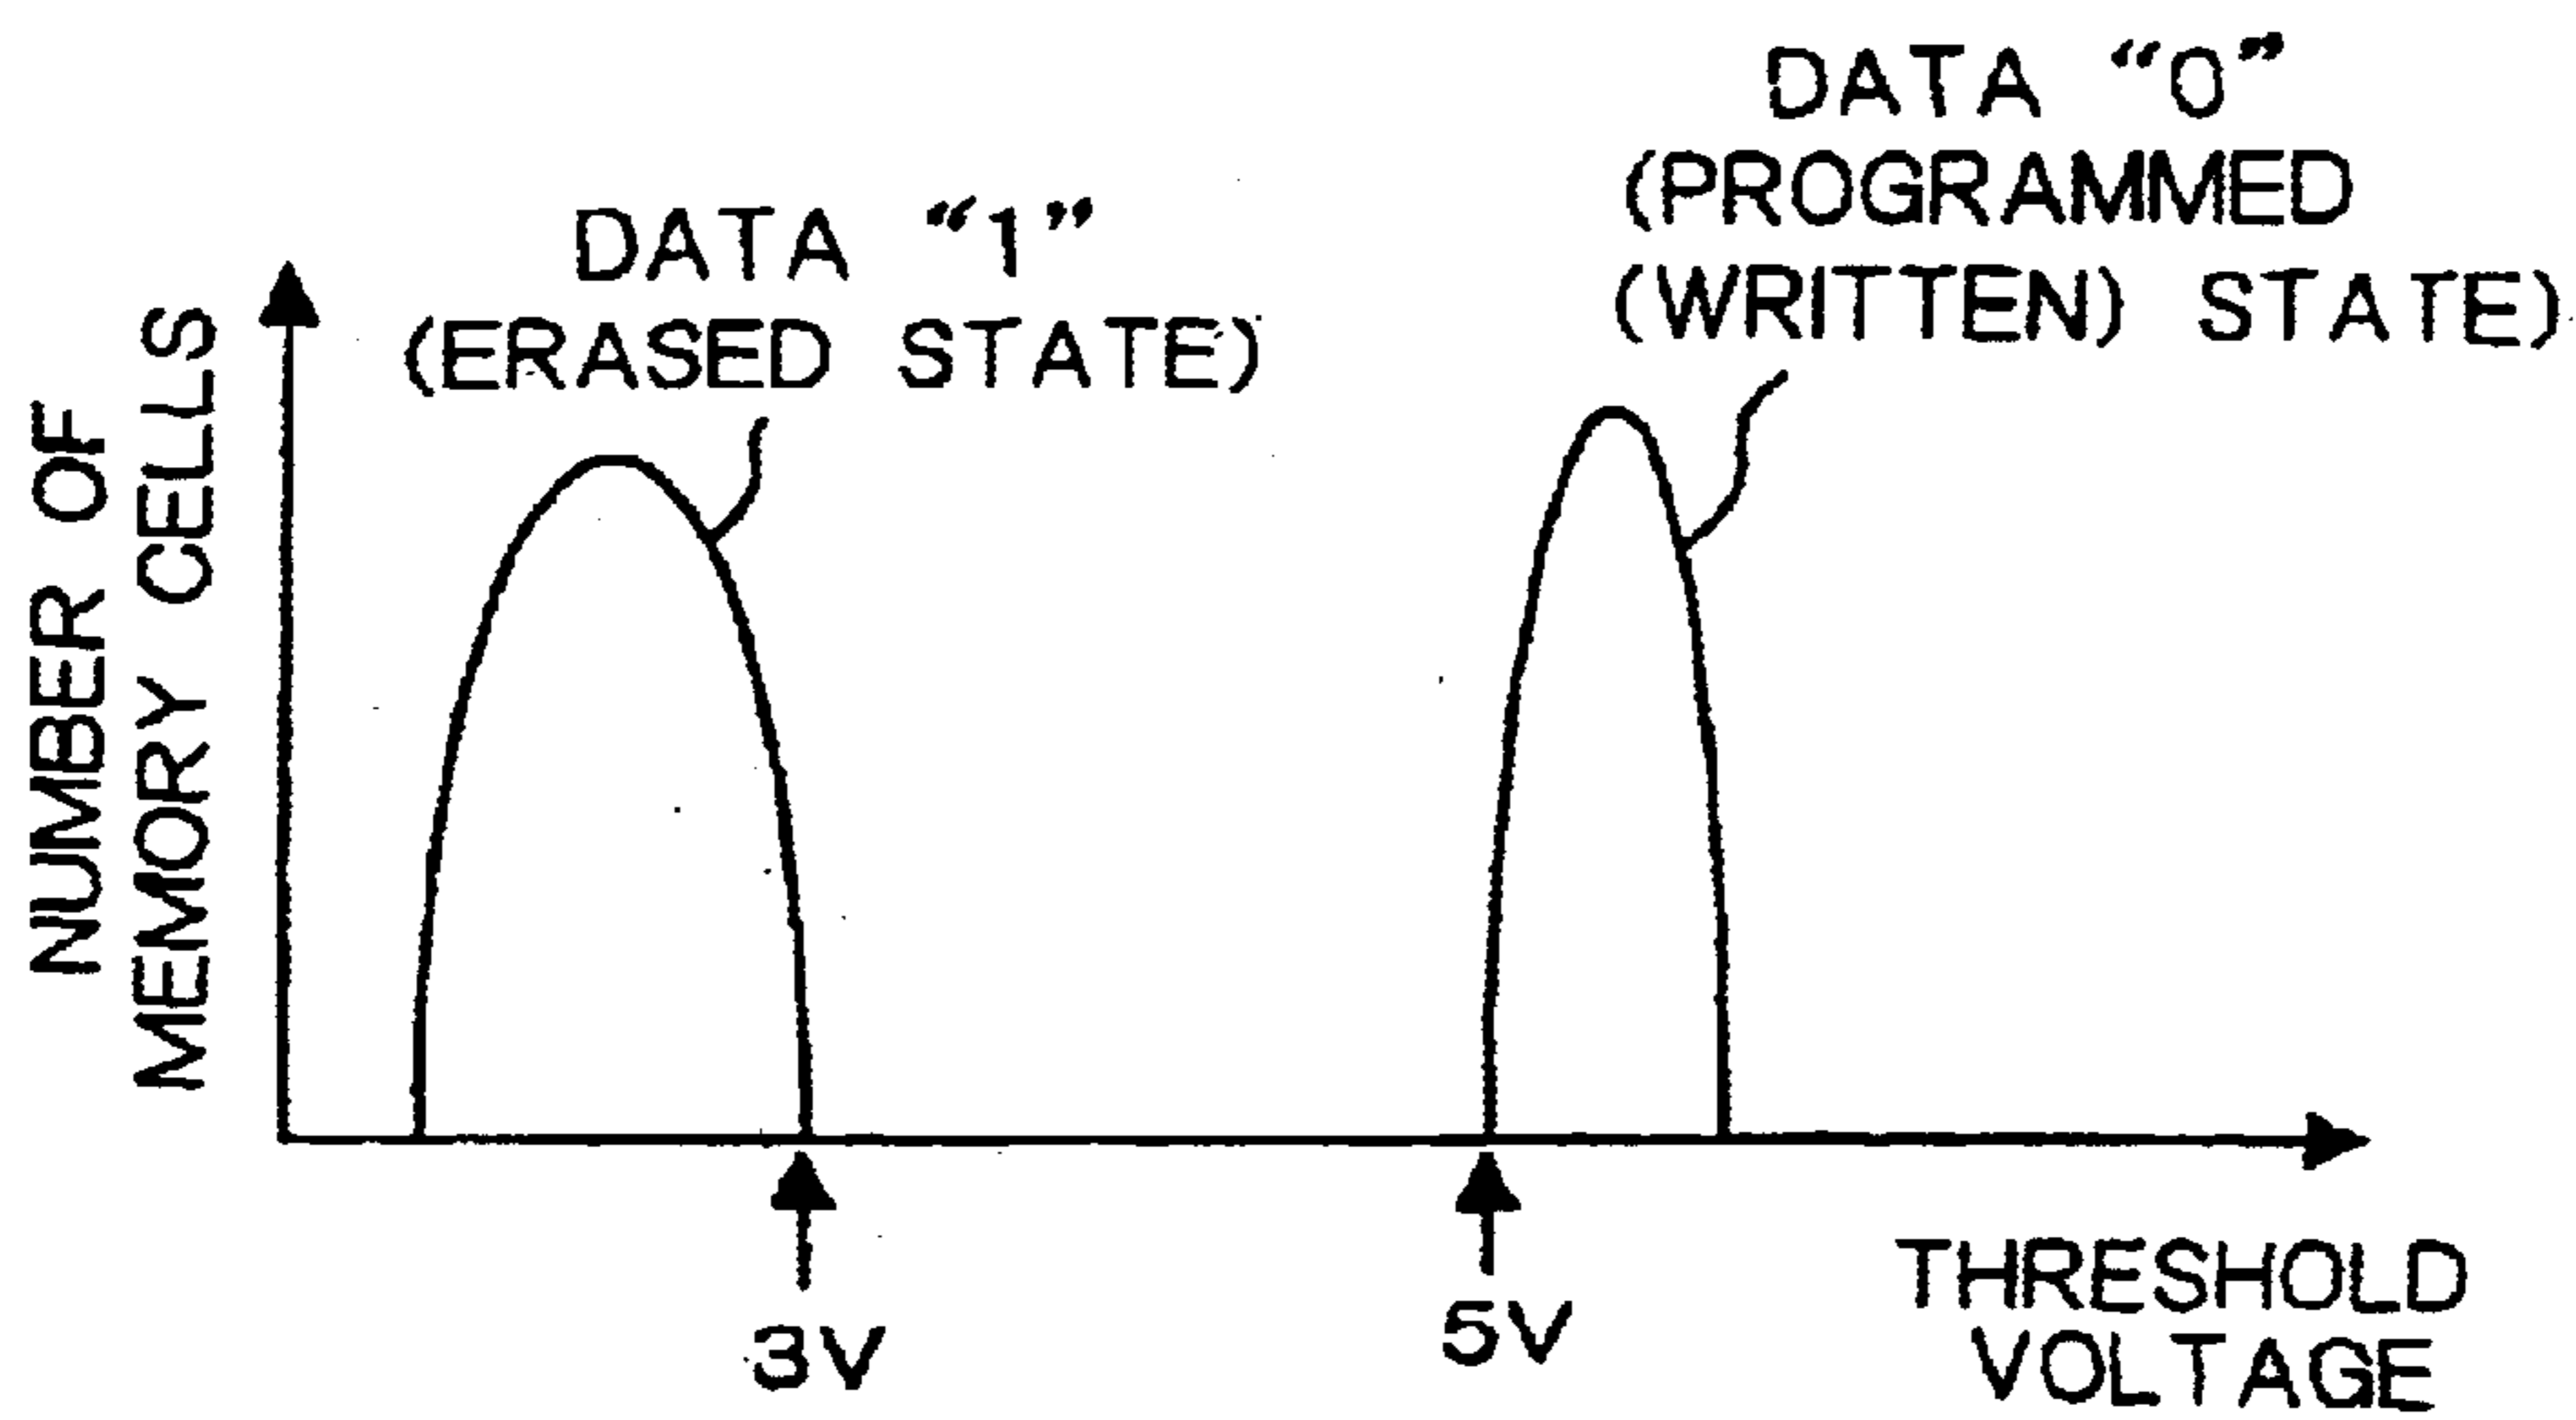 DATA “0”
(PROGRAMMED
(WRITTEN) STATE)
DATA “1”
(ERASED STATE)
NUMBER OF
MEMORY CELLS
3V
5V
THRESHOLD
VOLTAGE